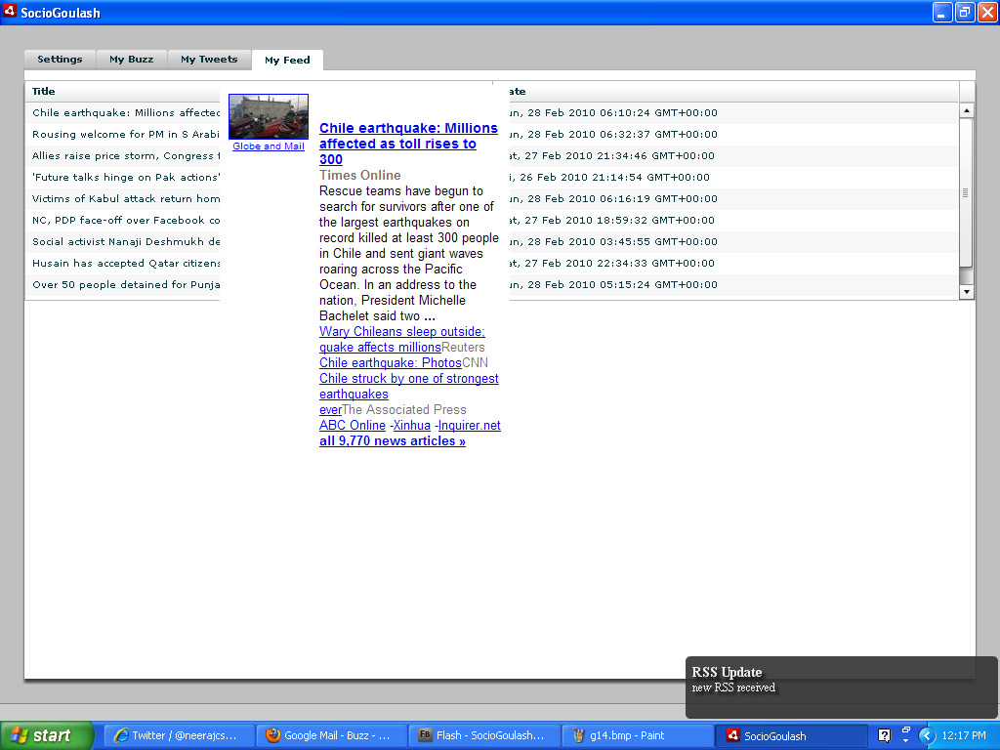 SocioGoulash
Settings
My Buzz
My Tweets
My Feed
Title
ate
Chile earthquake: Millions affected
un, 28 Feb 2010 06:10:24 GMT+00:00
Rousing welcome for PM in S Arabi
un, 28 Feb 2010 06:32:37 GMT+00:00
Allies raise price storm, Congress f
at, 27 Feb 2010 21:34:46 GMT+00:00
'Future talks hinge on Pak actions'
i, 26 Feb 2010 21:14:54 GMT+00:00
Victims of Kabul attack return hom
un, 28 Feb 2010 06:16:19 GMT+00:00
NC, PDP face-off over Facebook co
at, 27 Feb 2010 18:59:32 GMT+00:00
Social activist Nanaji Deshmukh de
un, 28 Feb 2010 03:45:55 GMT+00:00
Husain has accepted Qatar citizens
at, 27 Feb 2010 22:34:33 GMT+00:00
Over 50 people detained for Punja
un, 28 Feb 2010 05:15:24 GMT+00:00
Globe and Mail
Chile earthquake: Millions
affected as toll rises to
300
Times Online
Rescue teams have begun to
search for survivors after one of
the largest earthquakes on
record killed at least 300 people
in Chile and sent giant waves
roaring across the Pacific
Ocean. In an address to the
nation, President Michelle
Bachelet said two ...
Wary Chileans sleep outside;
quake affects millionsReuters
Chile earthquake: PhotosCNN
Chile struck by one of strongest
earthquakes
everThe Associated Press
ABC Online -Xinhua -Inquirer.net
all 9,770 news articles »
RSS Update
new RSS received
start
Twitter / @neerajcs...
Google Mail - Buzz - ...
Flash - SocioGoulash...
g14.bmp - Paint
SocioGoulash
12:17 PM